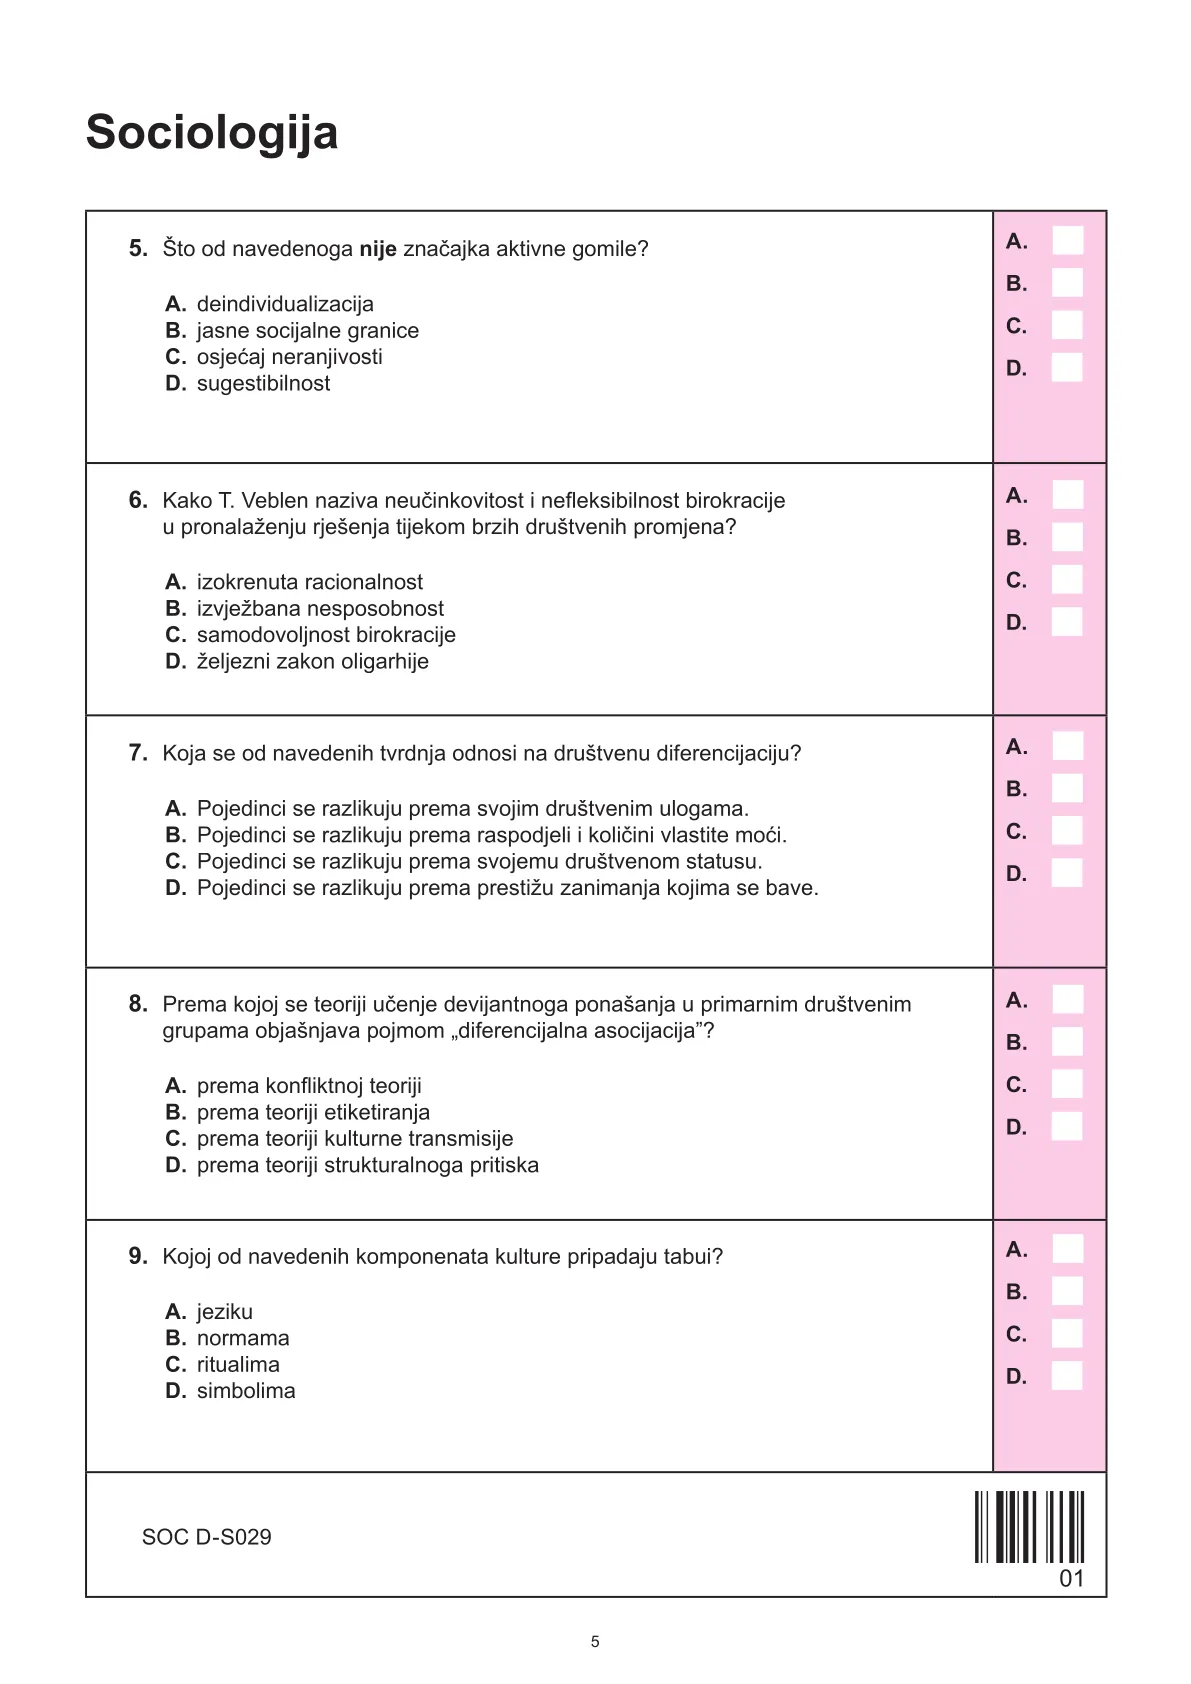 Sociologija
5. Što od navedenoga nije značajka aktivne gomile?
A. deindividualizacija
B. jasne socijalne granice
C. osjećaj neranjivosti
D. sugestibilnost
A.
B.
C.
D.
6. Kako T. Veblen naziva neučinkovitost i nefleksibilnost birokracije
u pronalaženju rješenja tijekom brzih društvenih promjena?
A. izokrenuta racionalnost
B. izvježbana nesposobnost
C. samodovoljnost birokracije
D. željezni zakon oligarhije
A.
B.
C.
D.
7. Koja se od navedenih tvrdnja odnosi na društvenu diferencijaciju?
A. Pojedinci se razlikuju prema svojim društvenim ulogama.
B. Pojedinci se razlikuju prema raspodjeli i količini vlastite moći.
C. Pojedinci se razlikuju prema svojemu društvenom statusu.
D. Pojedinci se razlikuju prema prestižu zanimanja kojima se bave.
A.
B.
C.
D.
8. Prema kojoj se teoriji učenje devijantnoga ponašanja u primarnim društvenim
grupama objašnjava pojmom „diferencijalna asocijacija”?
A. prema konfliktnoj teoriji
B. prema teoriji etiketiranja
C. prema teoriji kulturne transmisije
D. prema teoriji strukturalnoga pritiska
A.
B.
C.
D.
9. Kojoj od navedenih komponenata kulture pripadaju tabui?
A. jeziku
B. normama
C. ritualima
D. simbolima
A.
B.
C.
D.
SOC D-S029
01
5